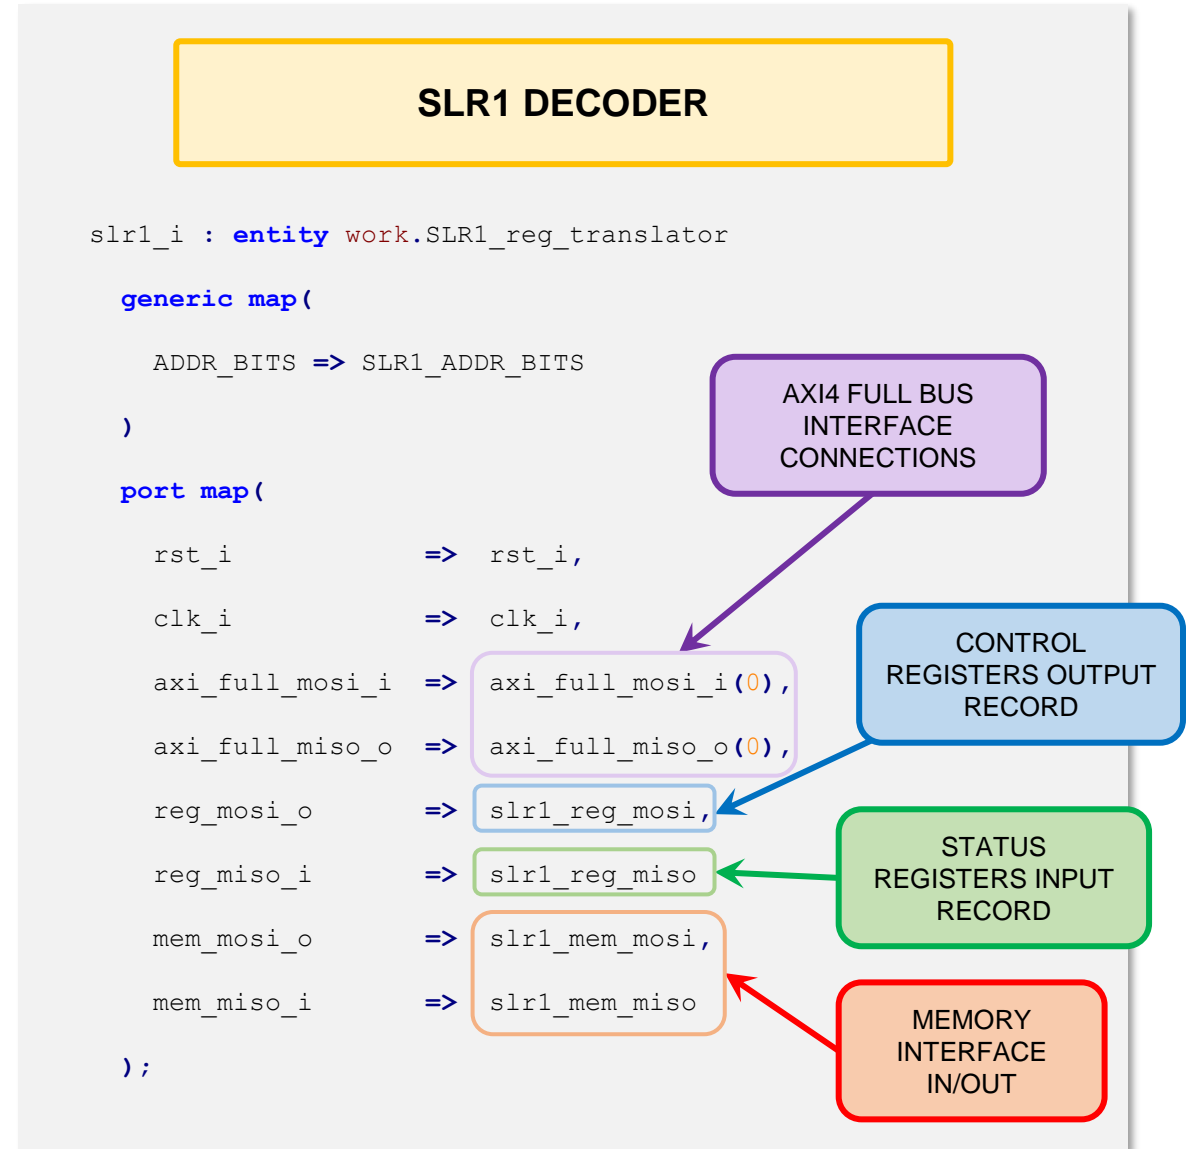 SLR1 DECODER
slr1_i : entity work.SLR1_reg_translator
generic map(
ADDR_BITS => SLR1_ADDR_BITS
)
port map(
rst_i => rst_i,
clk_i => clk_i,
axi_full_mosi_i => axi_full_mosi_i(0),
axi_full_miso_o => axi_full_miso_o(0),
reg_mosi_o => slr1_reg_mosi,
reg_miso_i => slr1_reg_miso
mem_mosi_o => slr1_mem_mosi,
mem_miso_i => slr1_mem_miso
);
AXI4 FULL BUS
INTERFACE
CONNECTIONS
CONTROL
REGISTERS OUTPUT
RECORD
STATUS
REGISTERS INPUT
RECORD
MEMORY
INTERFACE
IN/OUT